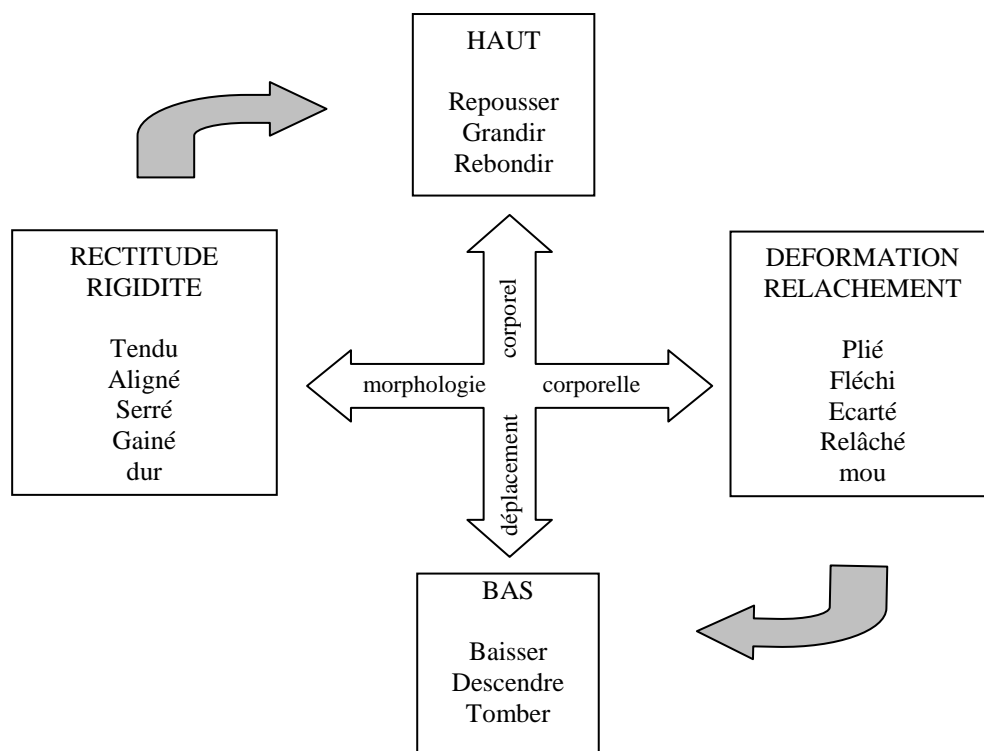 HAUT
Repousser
Grandir
Rebondir
RECTITUDE
RIGIDITE
Tendu
Aligné
Serré
Gainé
dur
corporel
morphologie corporelle
déplacement
DEFORMATION
RELACHEMENT
Plié
Fléchi
Ecarté
Relâché
mou
BAS
Baisser
Descendre
Tomber